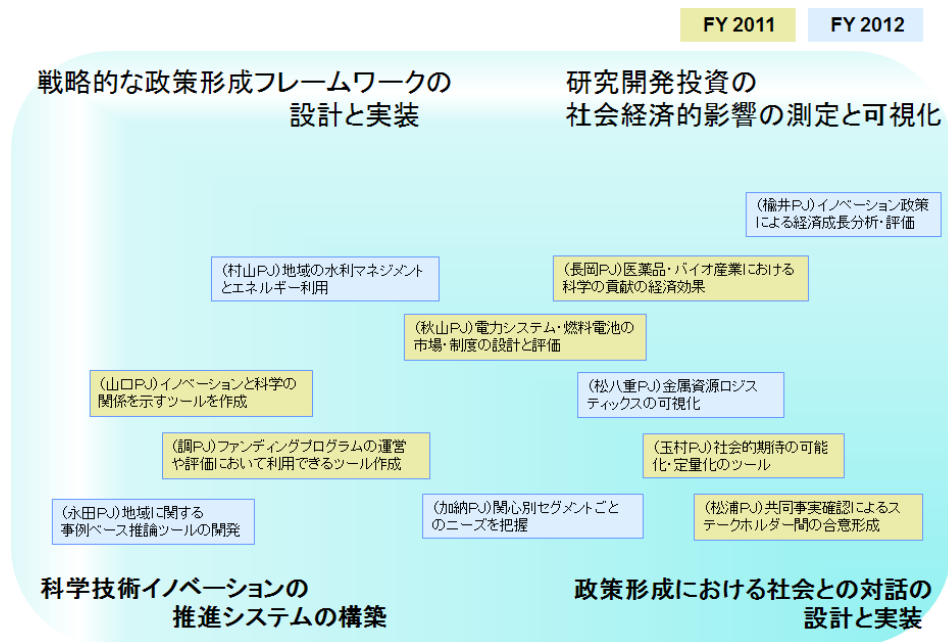 FY 2011
FY 2012
戦略的な政策形成フレームワークの
設計と実装
研究開発投資の
社会経済的影響の測定と可視化
(楡井PJ)イノベーション政策
による経済成長分析・評価
(村山PJ)地域の水利マネジメント
とエネルギー利用
(長岡PJ)医薬品・バイオ産業における
科学の貢献の経済効果
(秋山PJ)電力システム・燃料電池の
市場・制度の設計と評価
(山口PJ)イノベーションと科学の
関係を示すツールを作成
(松八重PJ)金属資源ロジス
ティックスの可視化
(調PJ)ファンディングプログラムの運営
や評価において利用できるツール作成
(玉村PJ)社会的期待の可能
化・定量化のツール
(永田PJ)地域に関する
事例ベース推論ツールの開発
(加納PJ)関心別セグメントごと
のニーズを把握
(松浦PJ)共同事実確認によるス
テークホルダー間の合意形成
科学技術イノベーションの
推進システムの構築
政策形成における社会との対話の
設計と実装